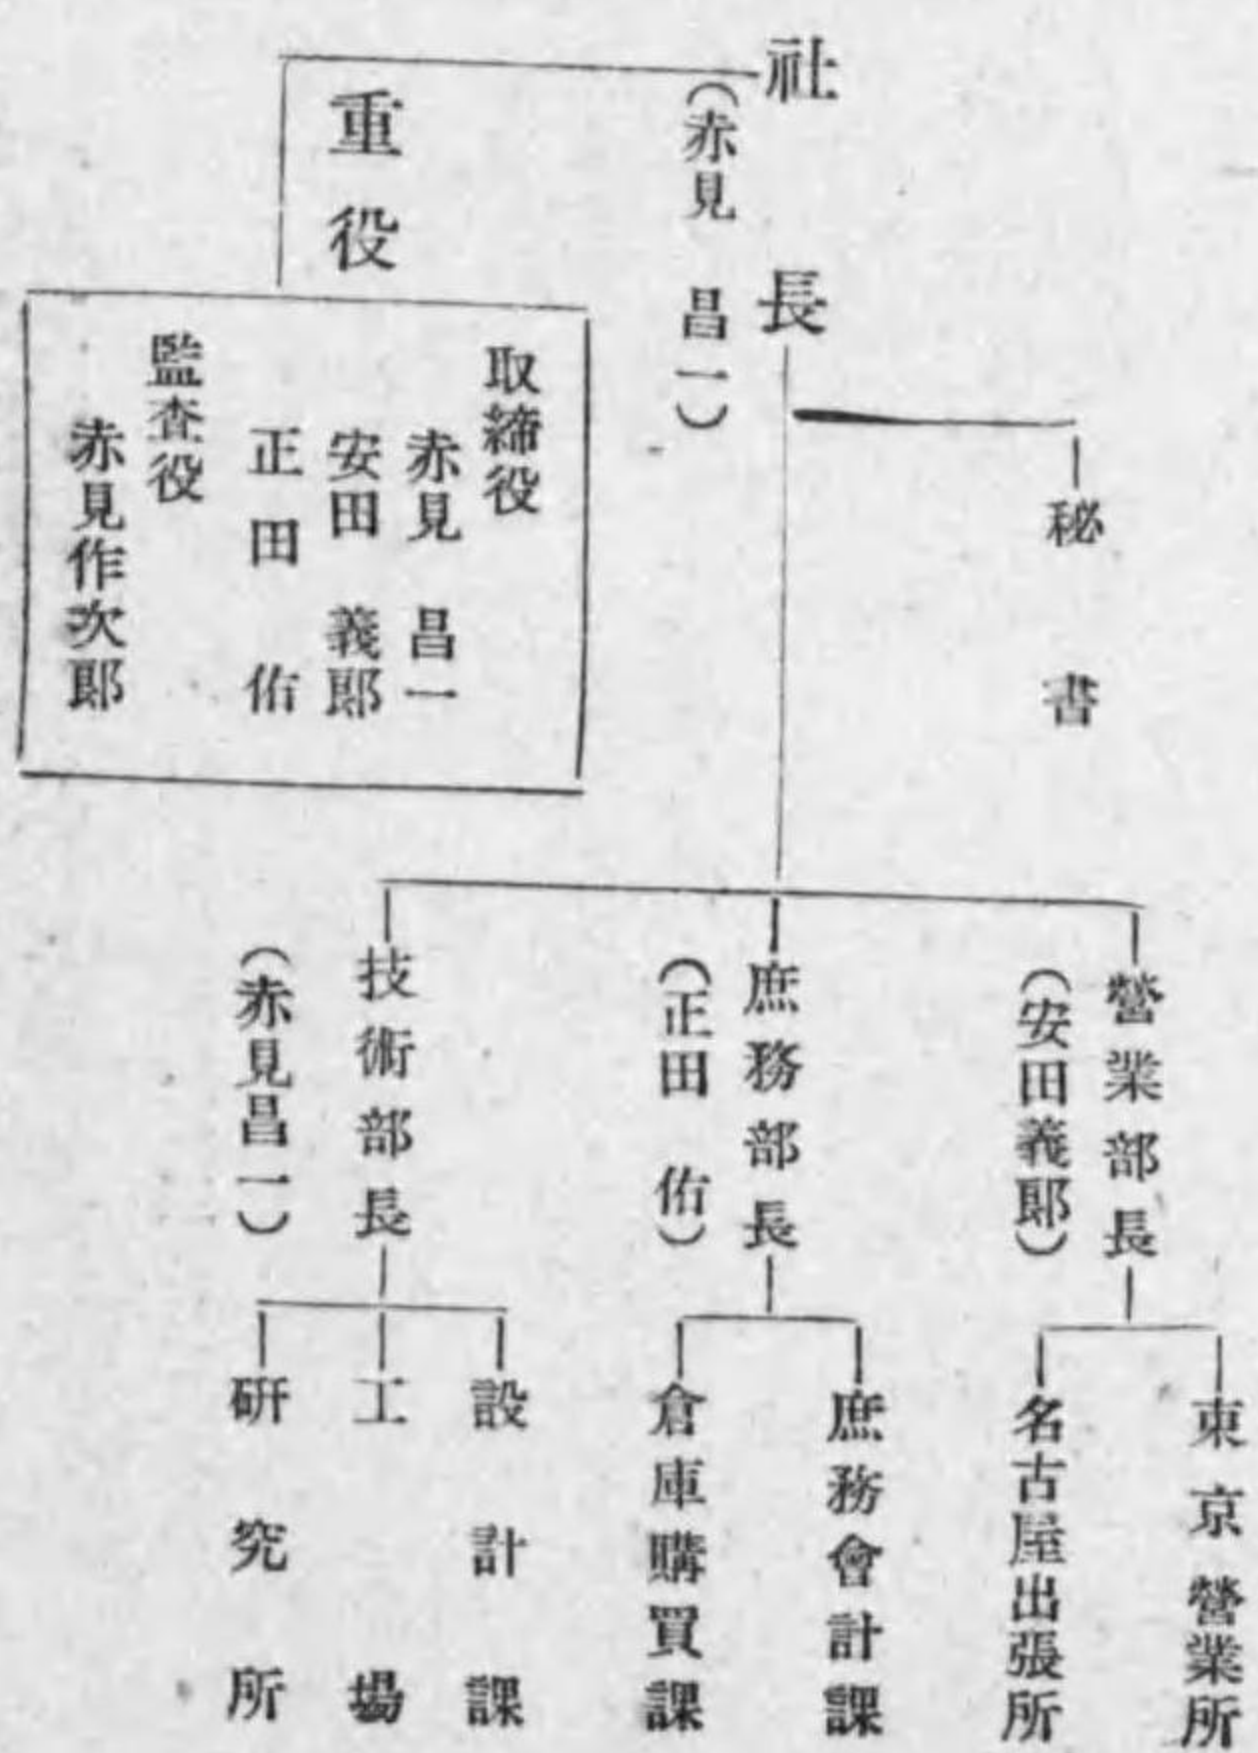 社長
(赤見 昌一)
秘書
重役
取締役
赤見 昌一
安田 義郎
正田 佑
監査役
赤見作次郎
營業部長
(安田義郎)
東京營業所
名古屋出張所
庶務部長
(正田 佑)
庶務會計課
倉庫購買課
技術部長
(赤見昌一)
設計課
工場
研究所